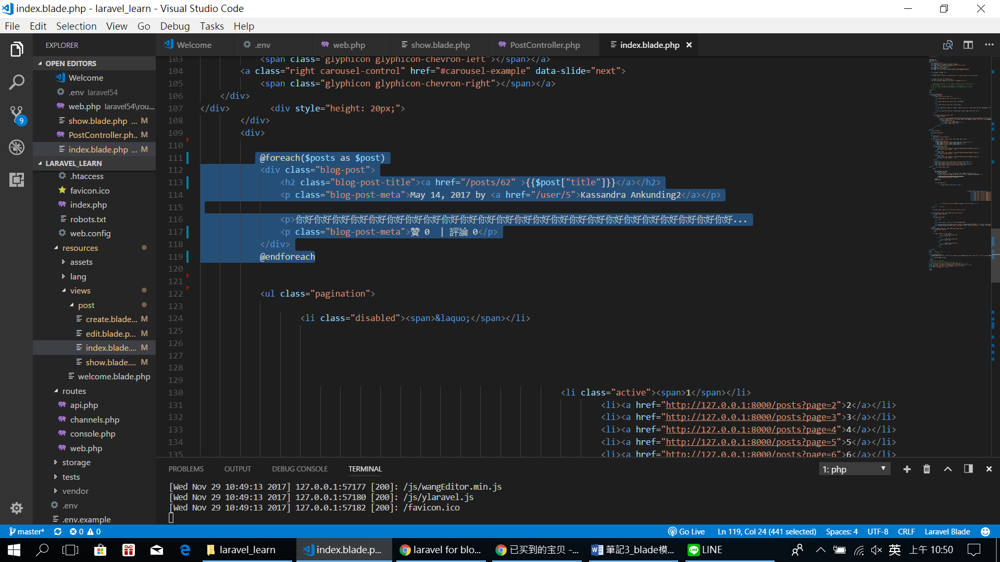 index.blade.php - laravel_learn - Visual Studio Code
File Edit Selection View Go Debug Tasks Help
EXPLORER
OPEN EDITORS
Welcome
.env laravel54
web.php laravel54\rou...
show.blade.php ... M
PostController.ph... M
index.blade.php ... M
9
LARAVEL_LEARN
.htaccess
favicon.ico
index.php
robots.txt
web.config
resources
assets
lang
views
post
create.blade.... M
edit.blade.p... M
index.blade.... M
show.blade.... M
welcome.blade.php
routes
api.php
channels.php
console.php
web.php
storage
tests
vendor
.env
.env.example
Welcome .env web.php show.blade.php PostController.php index.blade.php
103 <span class="glyphicon glyphicon-chevron-left"></span></a>
104 <a class="right carousel-control" href="#carousel-example" data-slide="next">
105 <span class="glyphicon glyphicon-chevron-right"></span></a>
106 </div>
107 </div> <div style="height: 20px;">
108 </div>
109 <div>
110
111 @foreach($posts as $post)
112 <div class="blog-post">
113 <h2 class="blog-post-title"><a href="/posts/62" >{{$post["title"]}}</a></h2>
114 <p class="blog-post-meta">May 14, 2017 by <a href="/user/5">Kassandra Ankunding2</a></p>
115
116 <p>你好你好你好你好你好你好你好你好你好你好你好你好你好你好你好你好你好你好你好你好你好你好你好你好...
117 <p class="blog-post-meta">贊 0 | 評論 0</p>
118 </div>
119 @endforeach
120
121
122 <ul class="pagination">
123
124 <li class="disabled"><span>&laquo;</span></li>
125
126
127
128
129
130 <li class="active"><span>1</span></li>
131 <li><a href="http://127.0.0.1:8000/posts?page=2">2</a></li>
132 <li><a href="http://127.0.0.1:8000/posts?page=3">3</a></li>
133 <li><a href="http://127.0.0.1:8000/posts?page=4">4</a></li>
134 <li><a href="http://127.0.0.1:8000/posts?page=5">5</a></li>
135 <li><a href="http://127.0.0.1:8000/posts?page=6">6</a></li>
PROBLEMS OUTPUT DEBUG CONSOLE TERMINAL 1: php
[Wed Nov 29 10:49:13 2017] 127.0.0.1:57177 [200]: /js/wangEditor.min.js
[Wed Nov 29 10:49:13 2017] 127.0.0.1:57180 [200]: /js/ylaravel.js
[Wed Nov 29 10:49:13 2017] 127.0.0.1:57182 [200]: /favicon.ico
master* 0 0 Go Live Ln 119, Col 24 (441 selected) Spaces: 4 UTF-8 CRLF Laravel Blade
laravel_learn index.blade.p... laravel for blo... 已买到的宝贝 -... 筆記3_blade模... LINE 英 上午 10:50